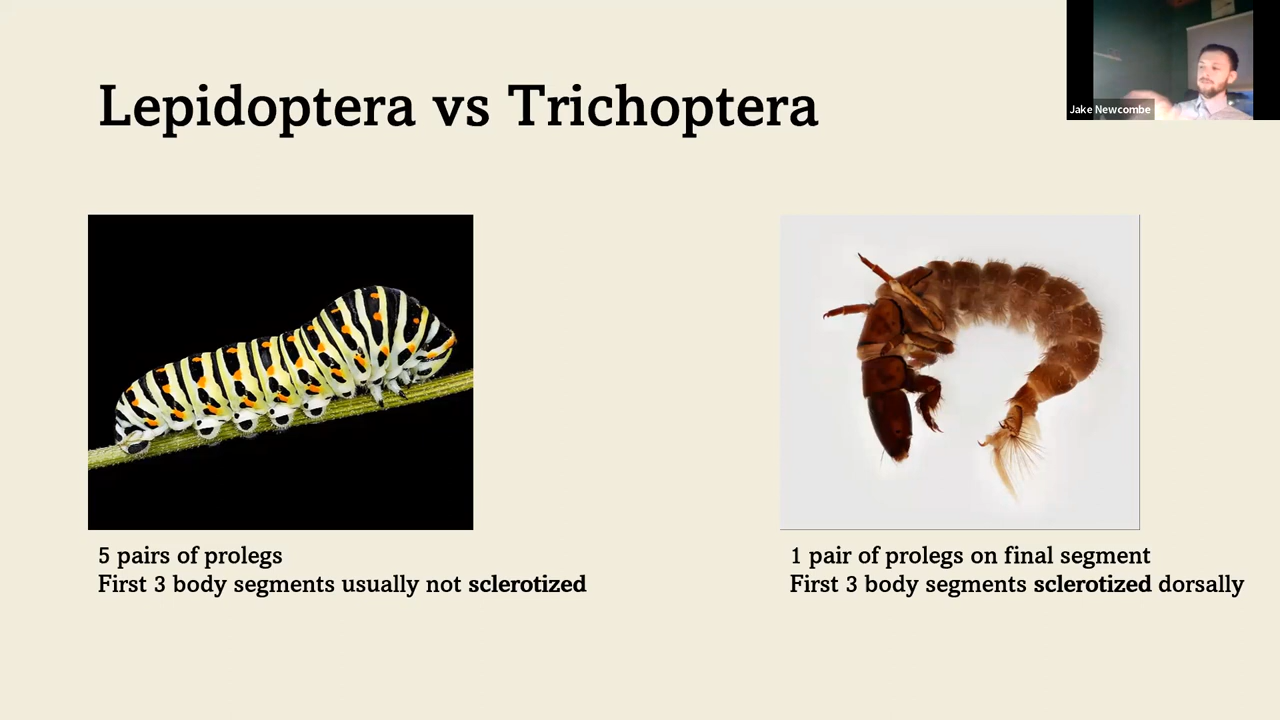 Jake Newcombe
Lepidoptera vs Trichoptera
5 pairs of prolegs
First 3 body segments usually not sclerotized
1 pair of prolegs on final segment
First 3 body segments sclerotized dorsally